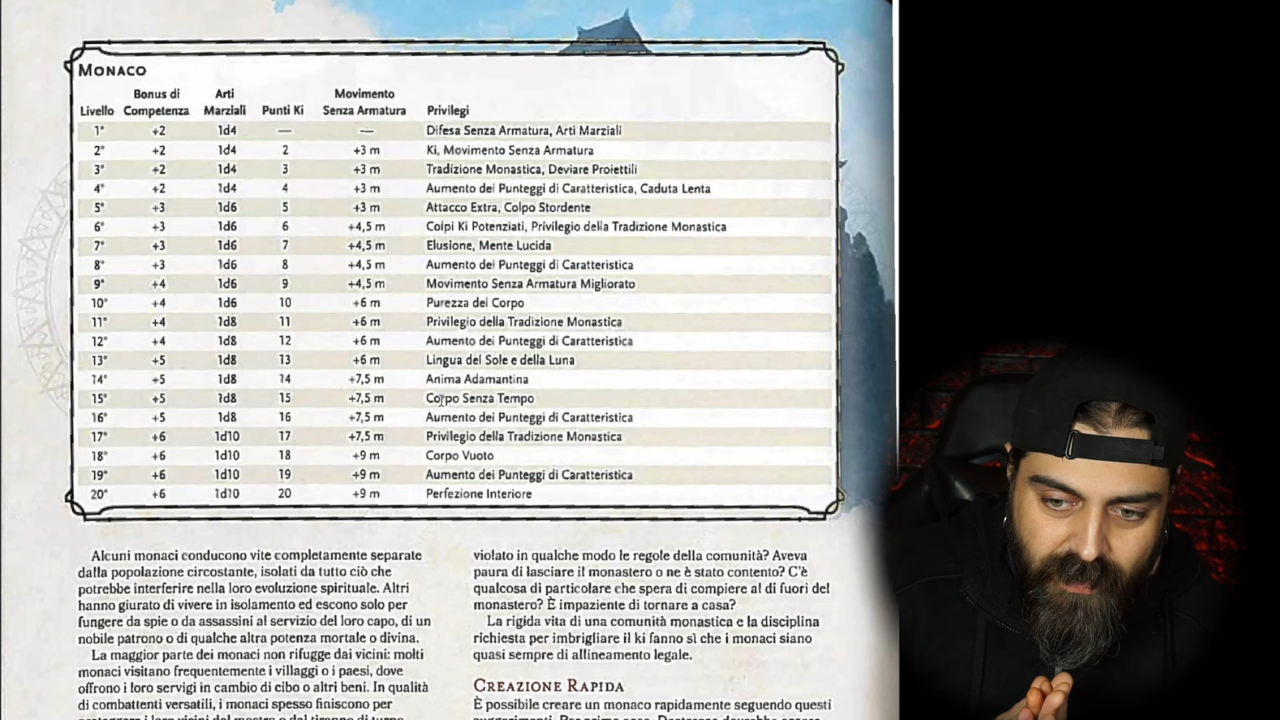 MONACO
Bonus di Arti Movimento
Livello Competenza Marziali Punti Ki Senza Armatura Privilegi
1° +2 1d4 — — Difesa Senza Armatura, Arti Marziali
2° +2 1d4 2 +3 m Ki, Movimento Senza Armatura
3° +2 1d4 3 +3 m Tradizione Monastica, Deviare Proiettili
4° +2 1d4 4 +3 m Aumento dei Punteggi di Caratteristica, Caduta Lenta
5° +3 1d6 5 +3 m Attacco Extra, Colpo Stordente
6° +3 1d6 6 +4,5 m Colpi Ki Potenziati, Privilegio della Tradizione Monastica
7° +3 1d6 7 +4,5 m Elusione, Mente Lucida
8° +3 1d6 8 +4,5 m Aumento dei Punteggi di Caratteristica
9° +4 1d6 9 +4,5 m Movimento Senza Armatura Migliorato
10° +4 1d6 10 +6 m Purezza del Corpo
11° +4 1d8 11 +6 m Privilegio della Tradizione Monastica
12° +4 1d8 12 +6 m Aumento dei Punteggi di Caratteristica
13° +5 1d8 13 +6 m Lingua del Sole e della Luna
14° +5 1d8 14 +7,5 m Anima Adamantina
15° +5 1d8 15 +7,5 m Corpo Senza Tempo
16° +5 1d8 16 +7,5 m Aumento dei Punteggi di Caratteristica
17° +6 1d10 17 +7,5 m Privilegio della Tradizione Monastica
18° +6 1d10 18 +9 m Corpo Vuoto
19° +6 1d10 19 +9 m Aumento dei Punteggi di Caratteristica
20° +6 1d10 20 +9 m Perfezione Interiore
Alcuni monaci conducono vite completamente separate
dalla popolazione circostante, isolati da tutto ciò che
potrebbe interferire nella loro evoluzione spirituale. Altri
hanno giurato di vivere in isolamento ed escono solo per
fungere da spie o da assassini al servizio del loro capo, di un
nobile patrono o di qualche altra potenza mortale o divina.
La maggior parte dei monaci non rifugge dai vicini: molti
monaci visitano frequentemente i villaggi o i paesi, dove
offrono i loro servigi in cambio di cibo o altri beni. In qualità
di combattenti versatili, i monaci spesso finiscono per
violato in qualche modo le regole della comunità? Aveva
paura di lasciare il monastero o ne è stato contento? C'è
qualcosa di particolare che spera di compiere al di fuori del
monastero? È impaziente di tornare a casa?
La rigida vita di una comunità monastica e la disciplina
richiesta per imbrigliare il ki fanno sì che i monaci siano
quasi sempre di allineamento legale.
CREAZIONE RAPIDA
È possibile creare un monaco rapidamente seguendo questi